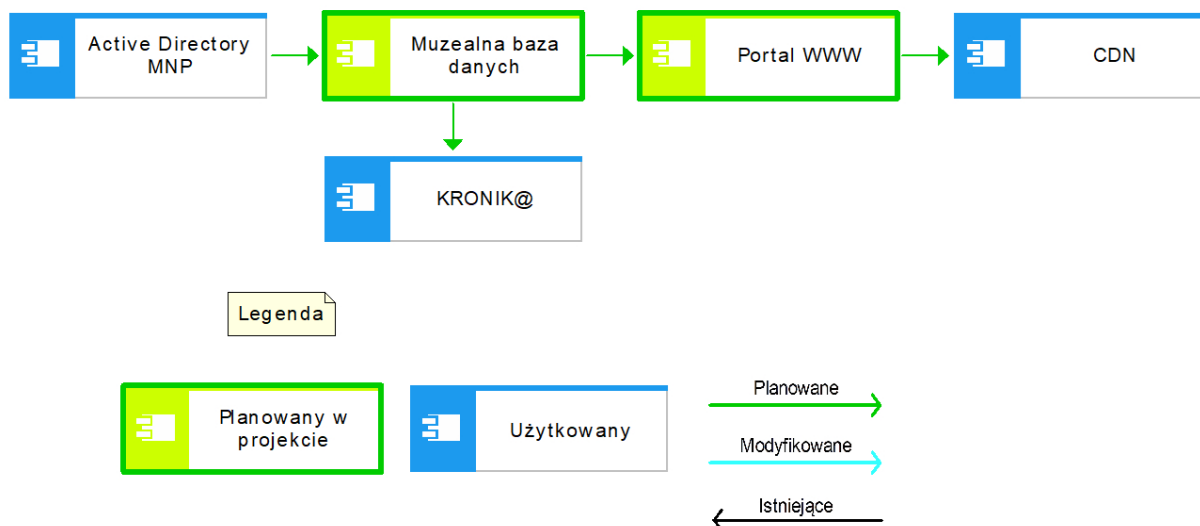 Active Directory
MNP
Muzealna baza
danych
Portal WWW
CDN
KRONIK@
Legenda
Planowany w
projekcie
Użytkowany
Planowane
Modyfikowane
Istniejące